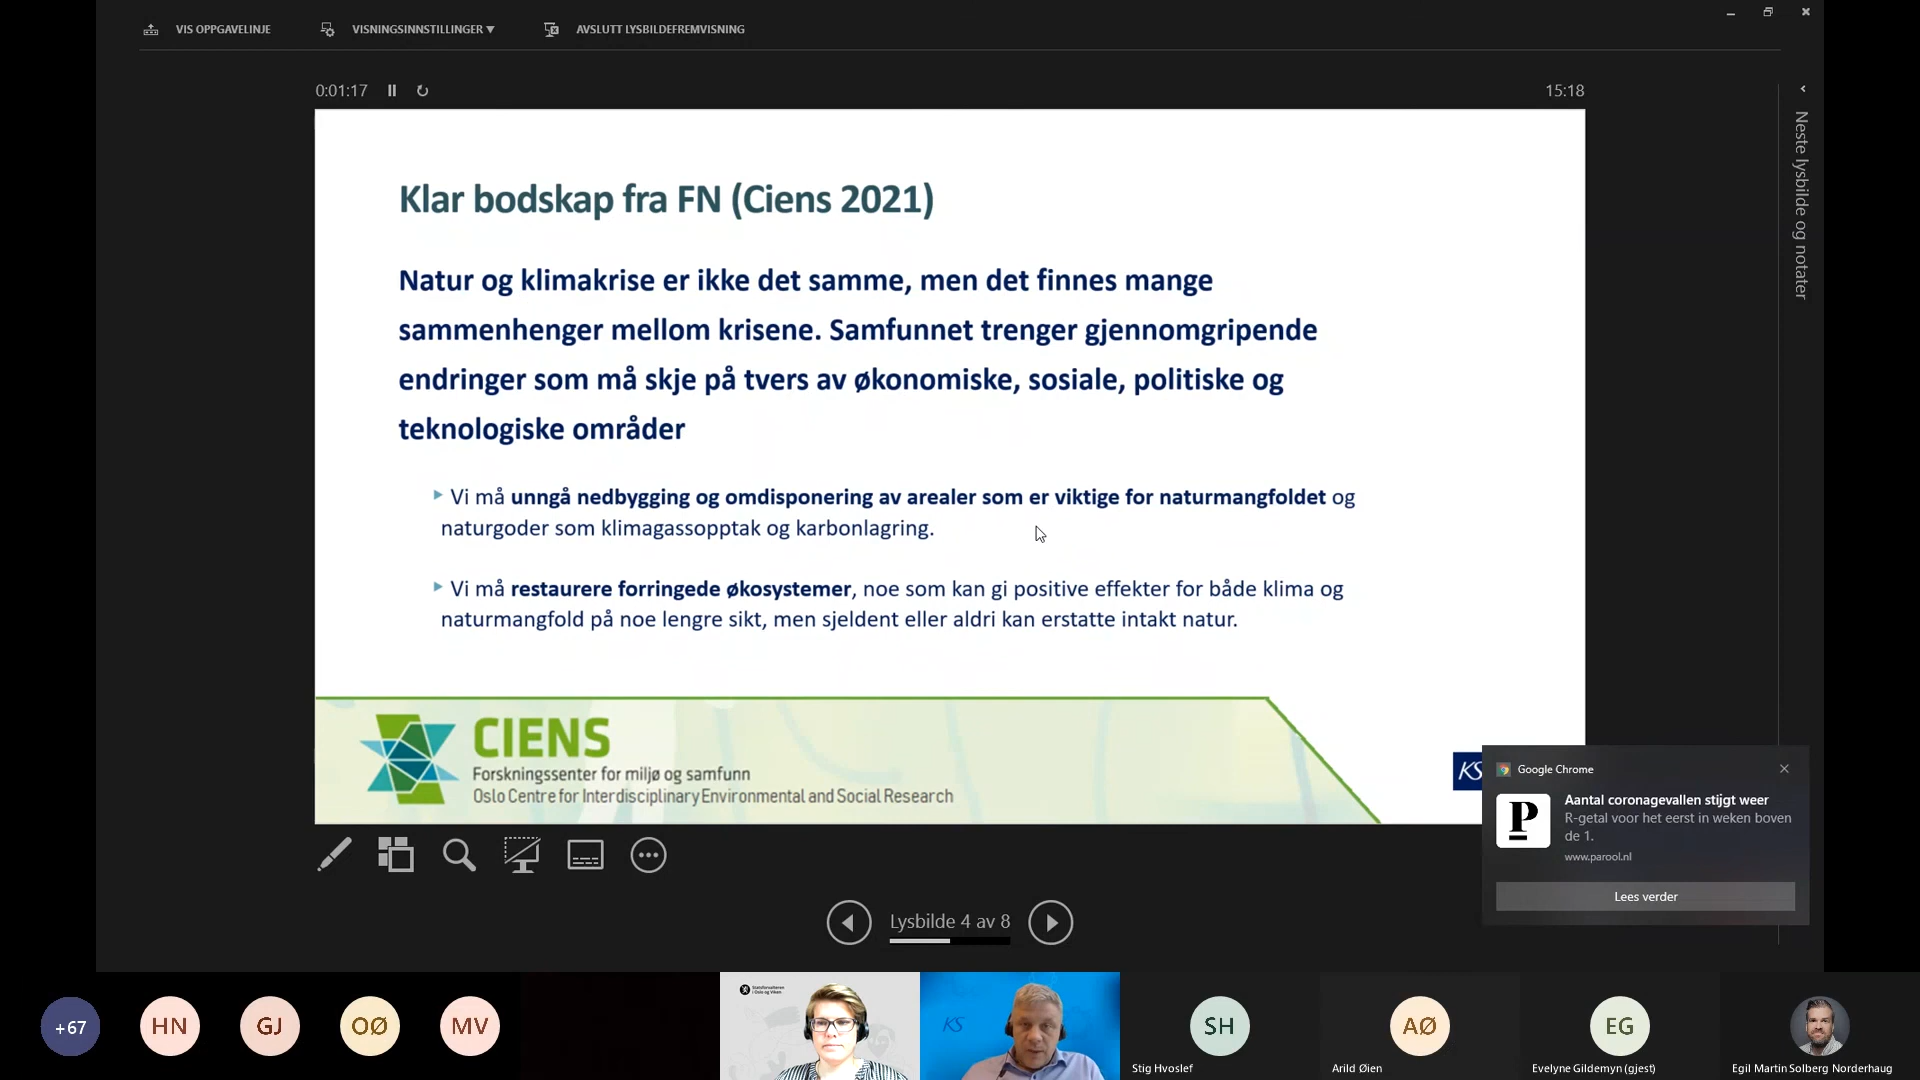 VIS OPPGAVELINJE
VISNINGSINNSTILLINGER ▼
AVSLUTT LYSBILDEFREMVISNING
0:01:17
15:18
Neste lysbilde og notater
Klar bodskap fra FN (Ciens 2021)
Natur og klimakrise er ikke det samme, men det finnes mange
sammenhenger mellom krisene. Samfunnet trenger gjennomgripende
endringer som må skje på tvers av økonomiske, sosiale, politiske og
teknologiske områder
Vi må unngå nedbygging og omdisponering av arealer som er viktige for naturmangfoldet og
naturgoder som klimagassopptak og karbonlagring.
Vi må restaurere forringede økosystemer, noe som kan gi positive effekter for både klima og
naturmangfold på noe lengre sikt, men sjeldent eller aldri kan erstatte intakt natur.
CIENS
Forskningssenter for miljø og samfunn
Oslo Centre for Interdisciplinary Environmental and Social Research
KS
Google Chrome
P
Aantal coronagevallen stijgt weer
R-getal voor het eerst in weken boven
de 1.
www.parool.nl
Lees verder
Lysbilde 4 av 8
+67
HN
GJ
OØ
MV
Statsforvalteren
i Oslo og Viken
KS
SH
Stig Hvoslef
AØ
Arild Øien
EG
Evelyne Gildemyn (gjest)
Egil Martin Solberg Norderhaug